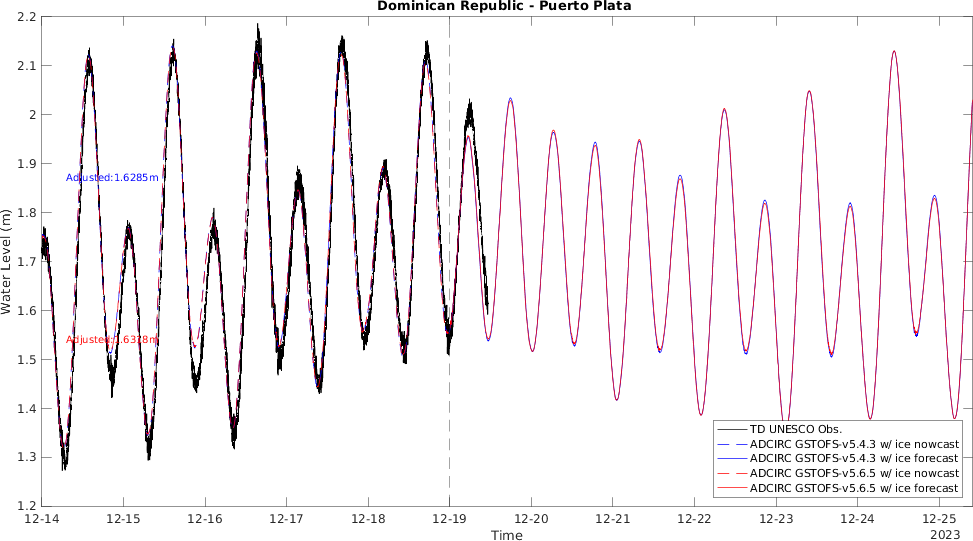 Dominican Republic - Puerto Plata
Water Level (m)
2.2
2.1
2
1.9
1.8
1.7
1.6
1.5
1.4
1.3
1.2
Adjusted:1.6285m
Adjusted:1.6378m
TD UNESCO Obs.
ADCIRC GSTOFS-v5.4.3 w/ ice nowcast
ADCIRC GSTOFS-v5.4.3 w/ ice forecast
ADCIRC GSTOFS-v5.6.5 w/ ice nowcast
ADCIRC GSTOFS-v5.6.5 w/ ice forecast
12-14 12-15 12-16 12-17 12-18 12-19 12-20 12-21 12-22 12-23 12-24 12-25
Time
2023